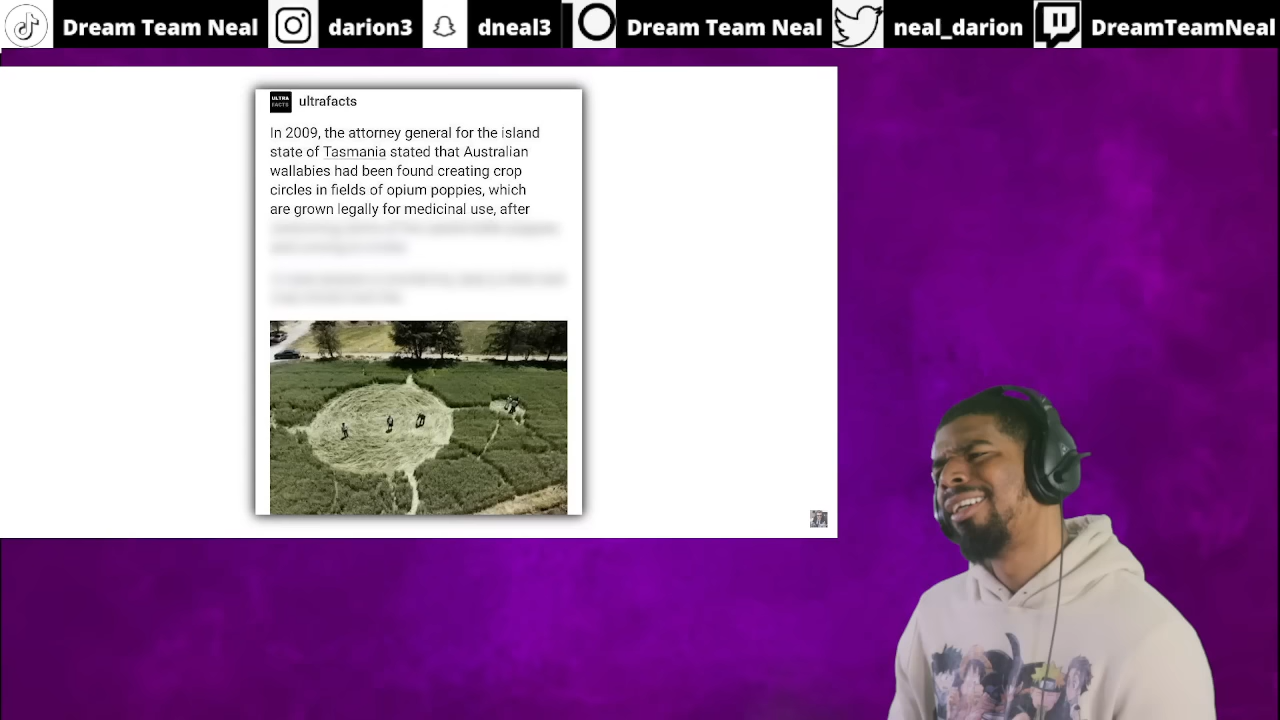 Dream Team Neal
darion3
dneal3
Dream Team Neal
neal_darion
DreamTeamNeal
ULTRA
FACTS
ultrafacts
In 2009, the attorney general for the island
state of Tasmania stated that Australian
wallabies had been found creating crop
circles in fields of opium poppies, which
are grown legally for medicinal use, after